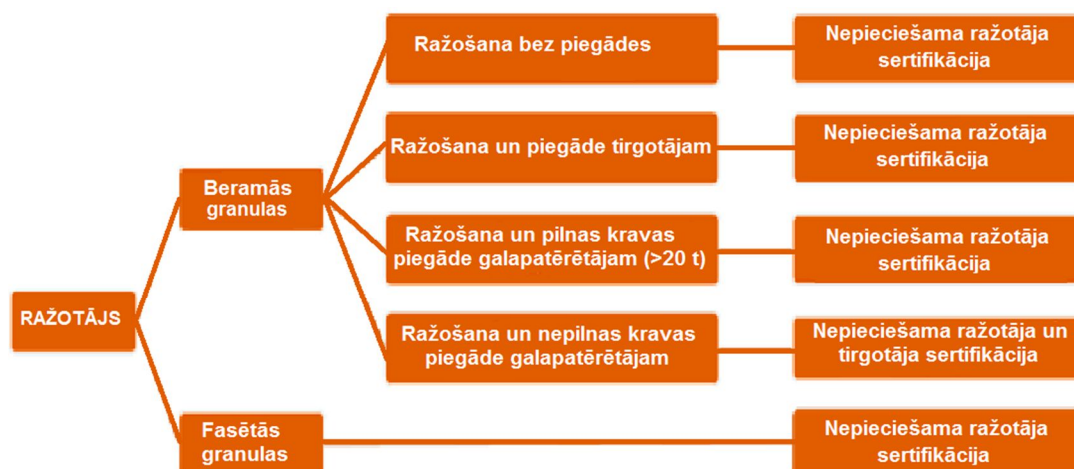 Ražošana bez piegādes
Nepieciešama ražotāja
sertifikācija
Ražošana un piegāde tirgotājam
Nepieciešama ražotāja
sertifikācija
Beramās
granulas
Ražošana un pilnas kravas
piegāde galapatērētājam (>20 t)
Nepieciešama ražotāja
sertifikācija
RAŽOTĀJS
Ražošana un nepilnas kravas
piegāde galapatērētājam
Nepieciešama ražotāja un
tirgotāja sertifikācija
Fasētās
granulas
Nepieciešama ražotāja
sertifikācija